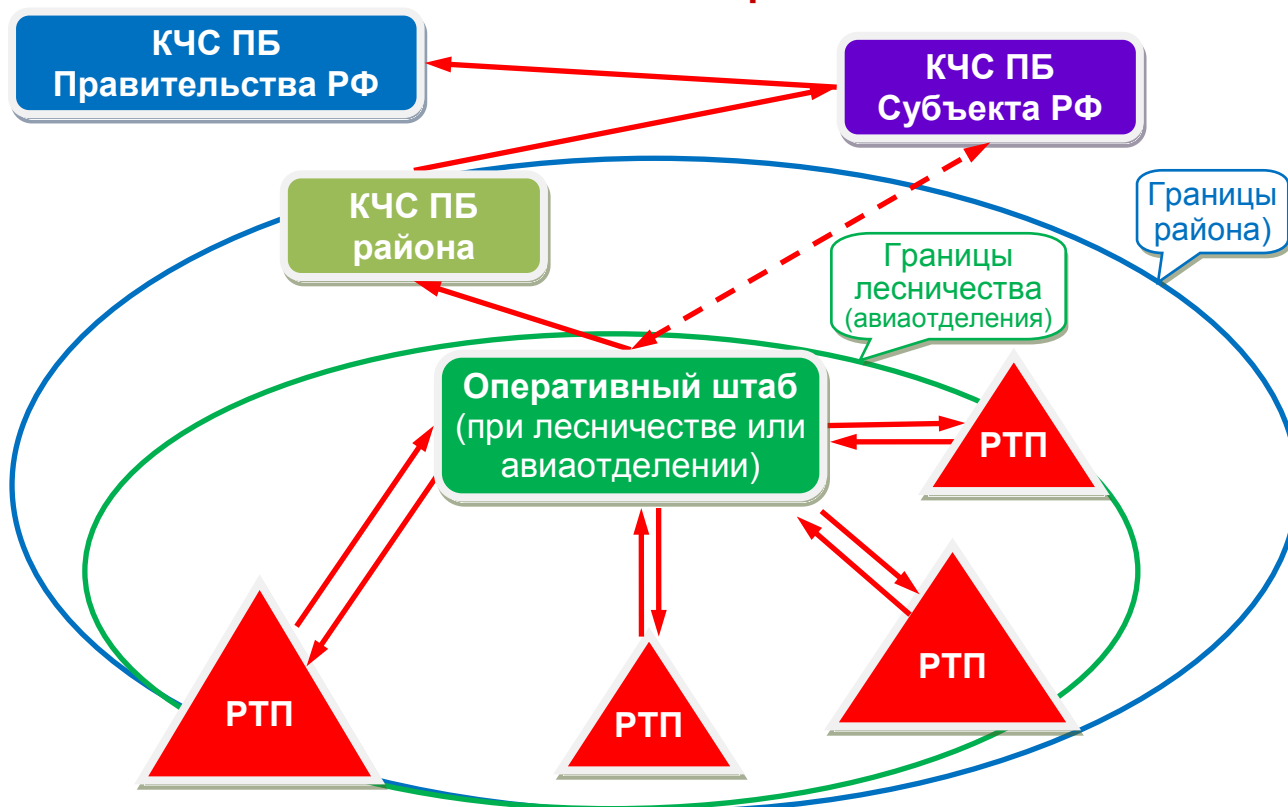 КЧС ПБ
Правительства РФ
КЧС ПБ
Субъекта РФ
КЧС ПБ
района
Границы
района)
Границы
лесничества
(авиаотделения)
Оперативный штаб
(при лесничестве или
авиаотделении)
РТП
РТП
РТП
РТП